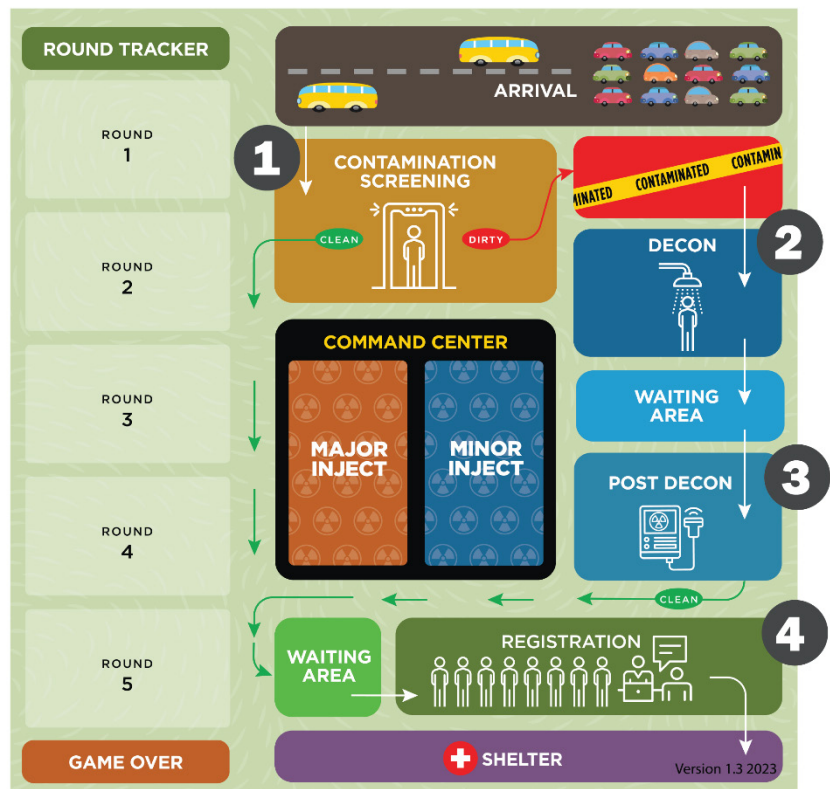 ROUND TRACKER
ROUND
1
ROUND
2
ROUND
3
ROUND
4
ROUND
5
GAME OVER
ARRIVAL
1
CONTAMINATION
SCREENING
CLEAN
DIRTY
MINATED CONTAMINATED CONTAMIN
2
DECON
COMMAND CENTER
MAJOR
INJECT
MINOR
INJECT
WAITING
AREA
3
POST DECON
CLEAN
WAITING
AREA
REGISTRATION
4
SHELTER
Version 1.3 2023